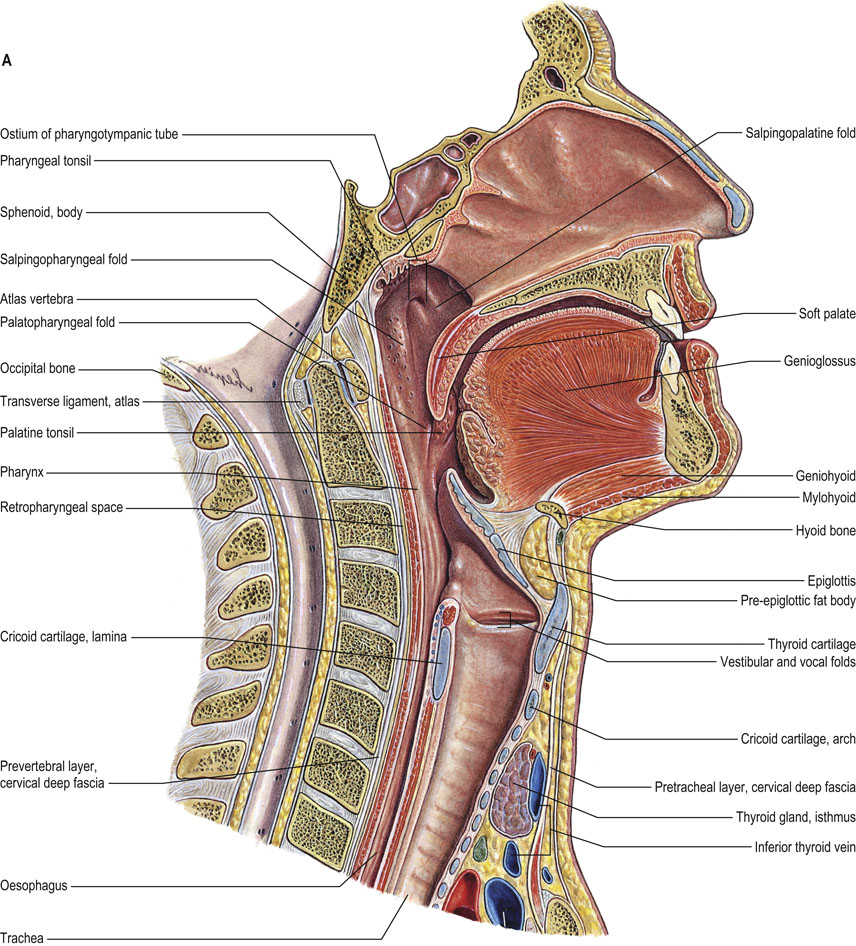 A
Ostium of pharyngotympanic tube
Pharyngeal tonsil
Sphenoid, body
Salpingopharyngeal fold
Atlas vertebra
Palatopharyngeal fold
Occipital bone
Transverse ligament, atlas
Palatine tonsil
Pharynx
Retropharyngeal space
Cricoid cartilage, lamina
Prevertebral layer,
cervical deep fascia
Oesophagus
Trachea
Salpingopalatine fold
Soft palate
Genioglossus
Geniohyoid
Mylohyoid
Hyoid bone
Epiglottis
Pre-epiglottic fat body
Thyroid cartilage
Vestibular and vocal folds
Cricoid cartilage, arch
Pretracheal layer, cervical deep fascia
Thyroid gland, isthmus
Inferior thyroid vein